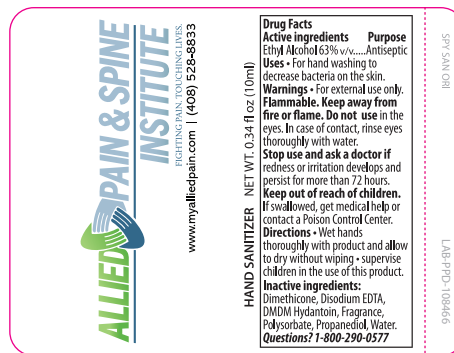 ALLIED PAIN & SPINE
INSTITUTE
FIGHTING PAIN. TOUCHING LIVES.
www.myalliedpain.com | (408) 528-8833
HAND SANITIZER NET WT. 0.34 fl oz (10ml)
Drug Facts
Active ingredients Purpose
Ethyl Alcohol 63% v/v.....Antiseptic
Uses • For hand washing to
decrease bacteria on the skin.
Warnings • For external use only.
Flammable. Keep away from
fire or flame. Do not use in the
eyes. In case of contact, rinse eyes
thoroughly with water.
Stop use and ask a doctor if
redness or irritation develops and
persist for more than 72 hours.
Keep out of reach of children.
If swallowed, get medical help or
contact a Poison Control Center.
Directions • Wet hands
thoroughly with product and allow
to dry without wiping • supervise
children in the use of this product.
Inactive ingredients:
Dimethicone, Disodium EDTA,
DMDM Hydantoin, Fragrance,
Polysorbate, Propanediol, Water.
Questions? 1-800-290-0577
SPY SAN ORI
LAB-PPD-108466